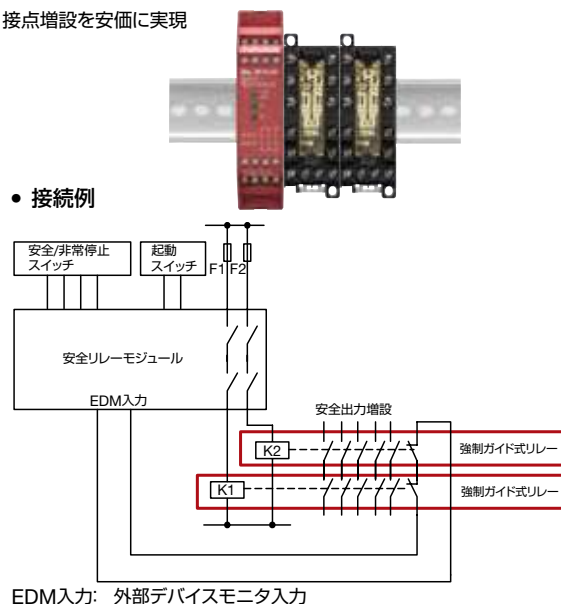 接点増設を安価に実現
• 接続例
安全/非常停止
スイッチ
起動
スイッチ
F1 F2
安全リレーモジュール
EDM入力
安全出力増設
K2
強制ガイド式リレー
K1
強制ガイド式リレー
EDM入力: 外部デバイスモニタ入力